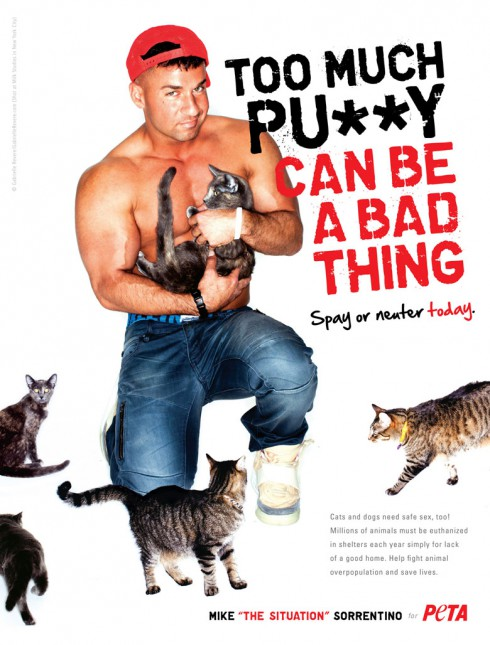 TOO MUCH
PU**Y
CAN BE
A BAD
THING
Spay or neuter today.
Cats and dogs need safe sex, too!
Millions of animals must be euthanized
in shelters each year simply for lack
of a good home. Help fight animal
overpopulation and save lives.
MIKE "THE SITUATION" SORRENTINO for PETA